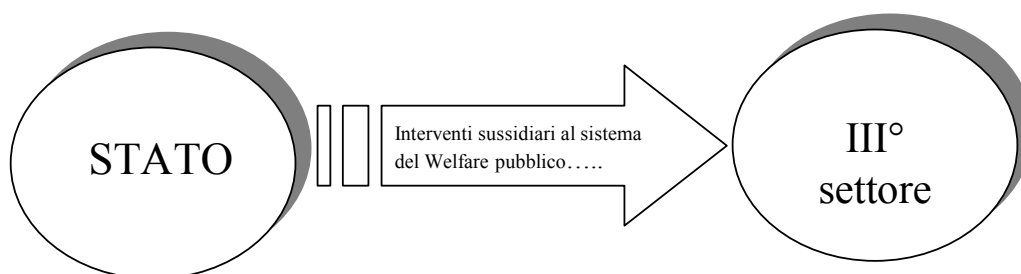 STATO
Interventi sussidiari al sistema
del Welfare pubblico…..
III°
settore